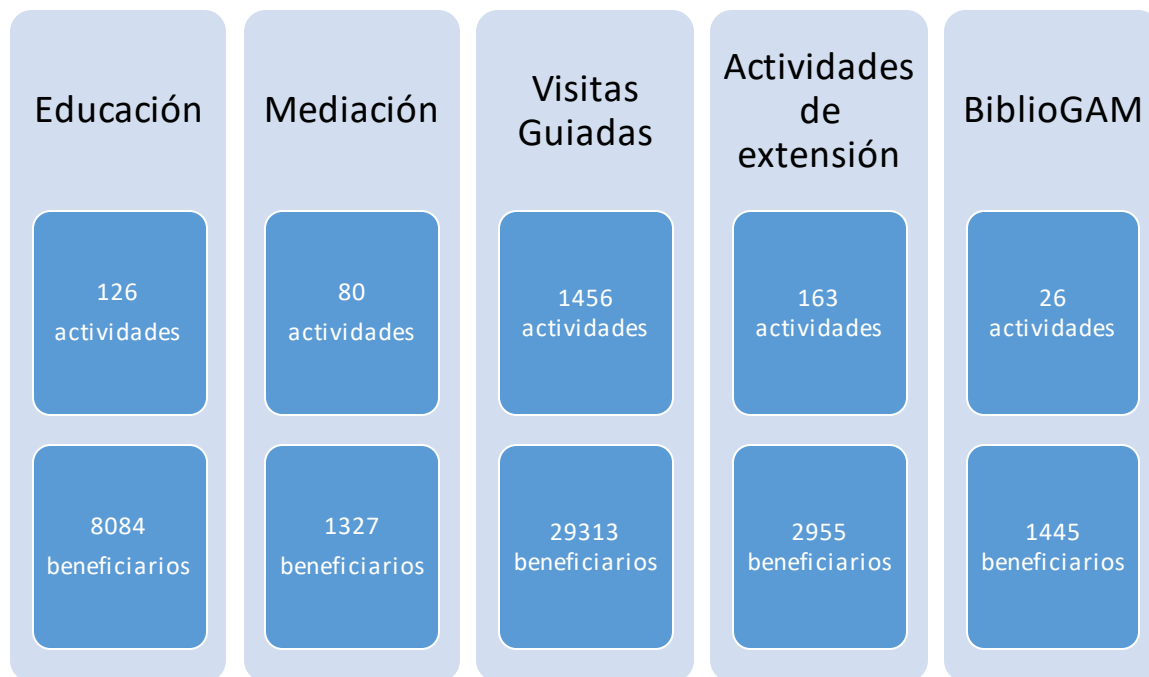 Educación
126
actividades
8084
beneficiarios
Mediación
80
actividades
1327
beneficiarios
Visitas
Guiadas
1456
actividades
29313
beneficiarios
Actividades
de
extensión
163
actividades
2955
beneficiarios
BiblioGAM
26
actividades
1445
beneficiarios